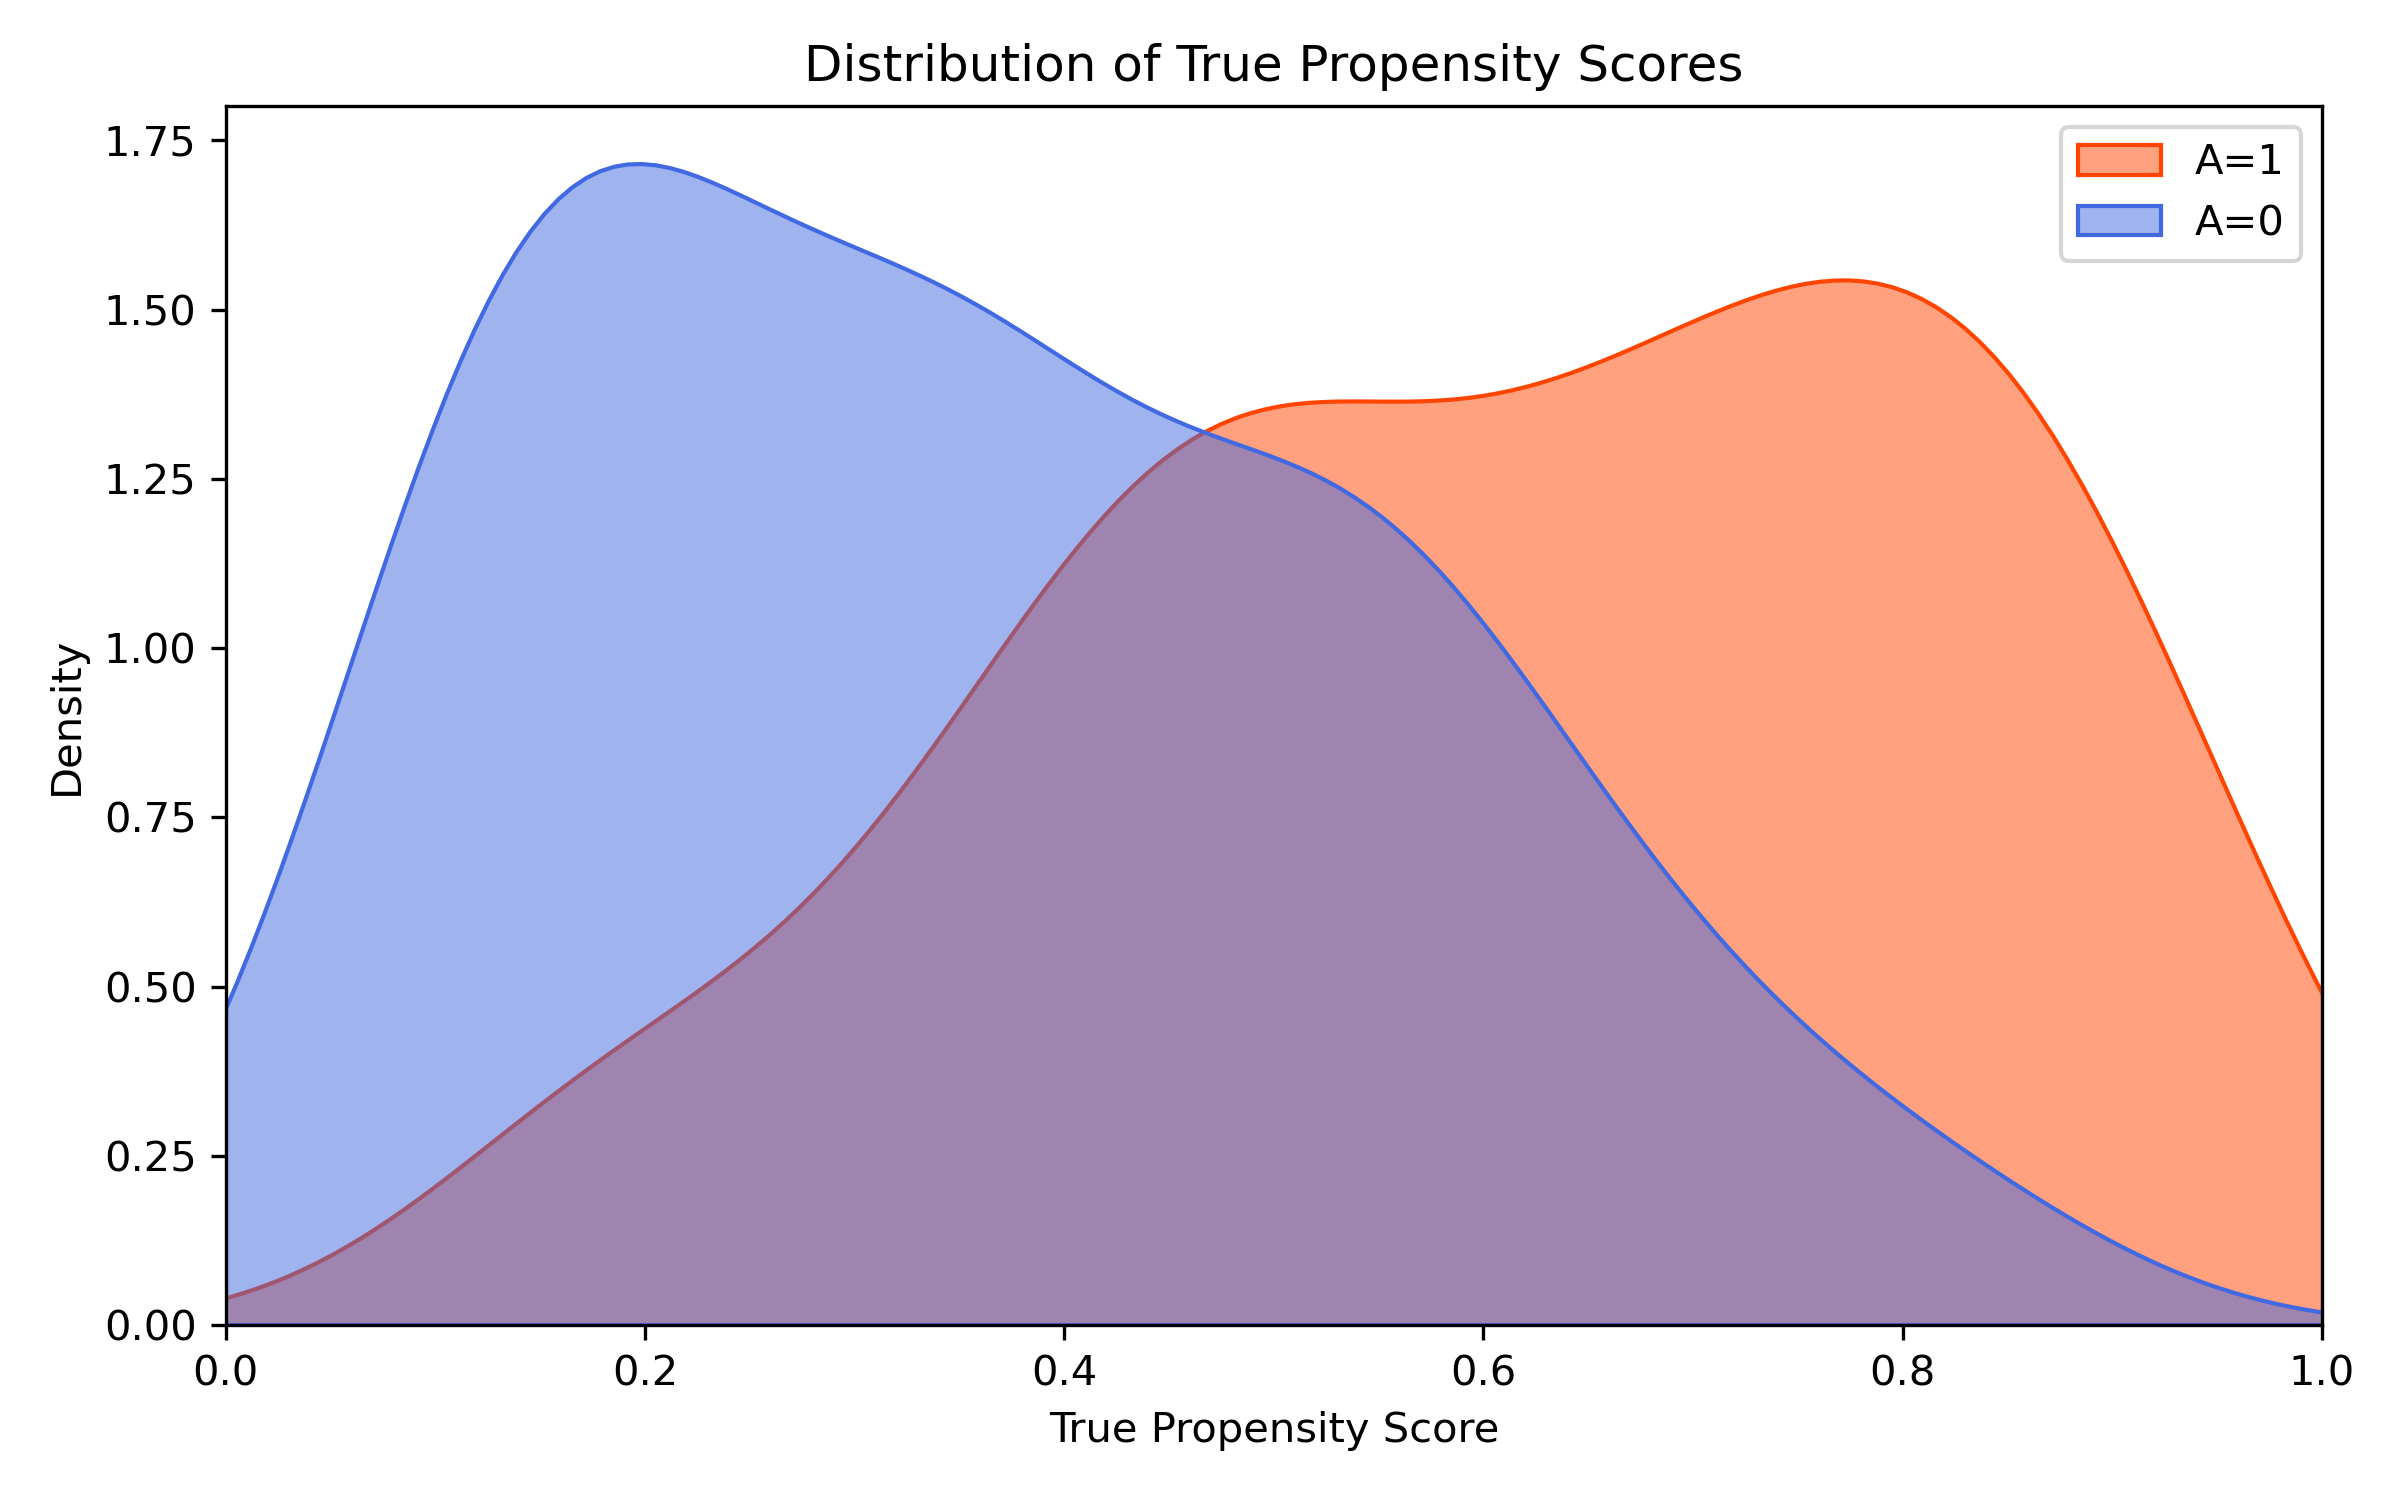 Distribution of True Propensity Scores
A=1
A=0
Density
1.75
1.50
1.25
1.00
0.75
0.50
0.25
0.00
0.0 0.2 0.4 0.6 0.8 1.0
True Propensity Score